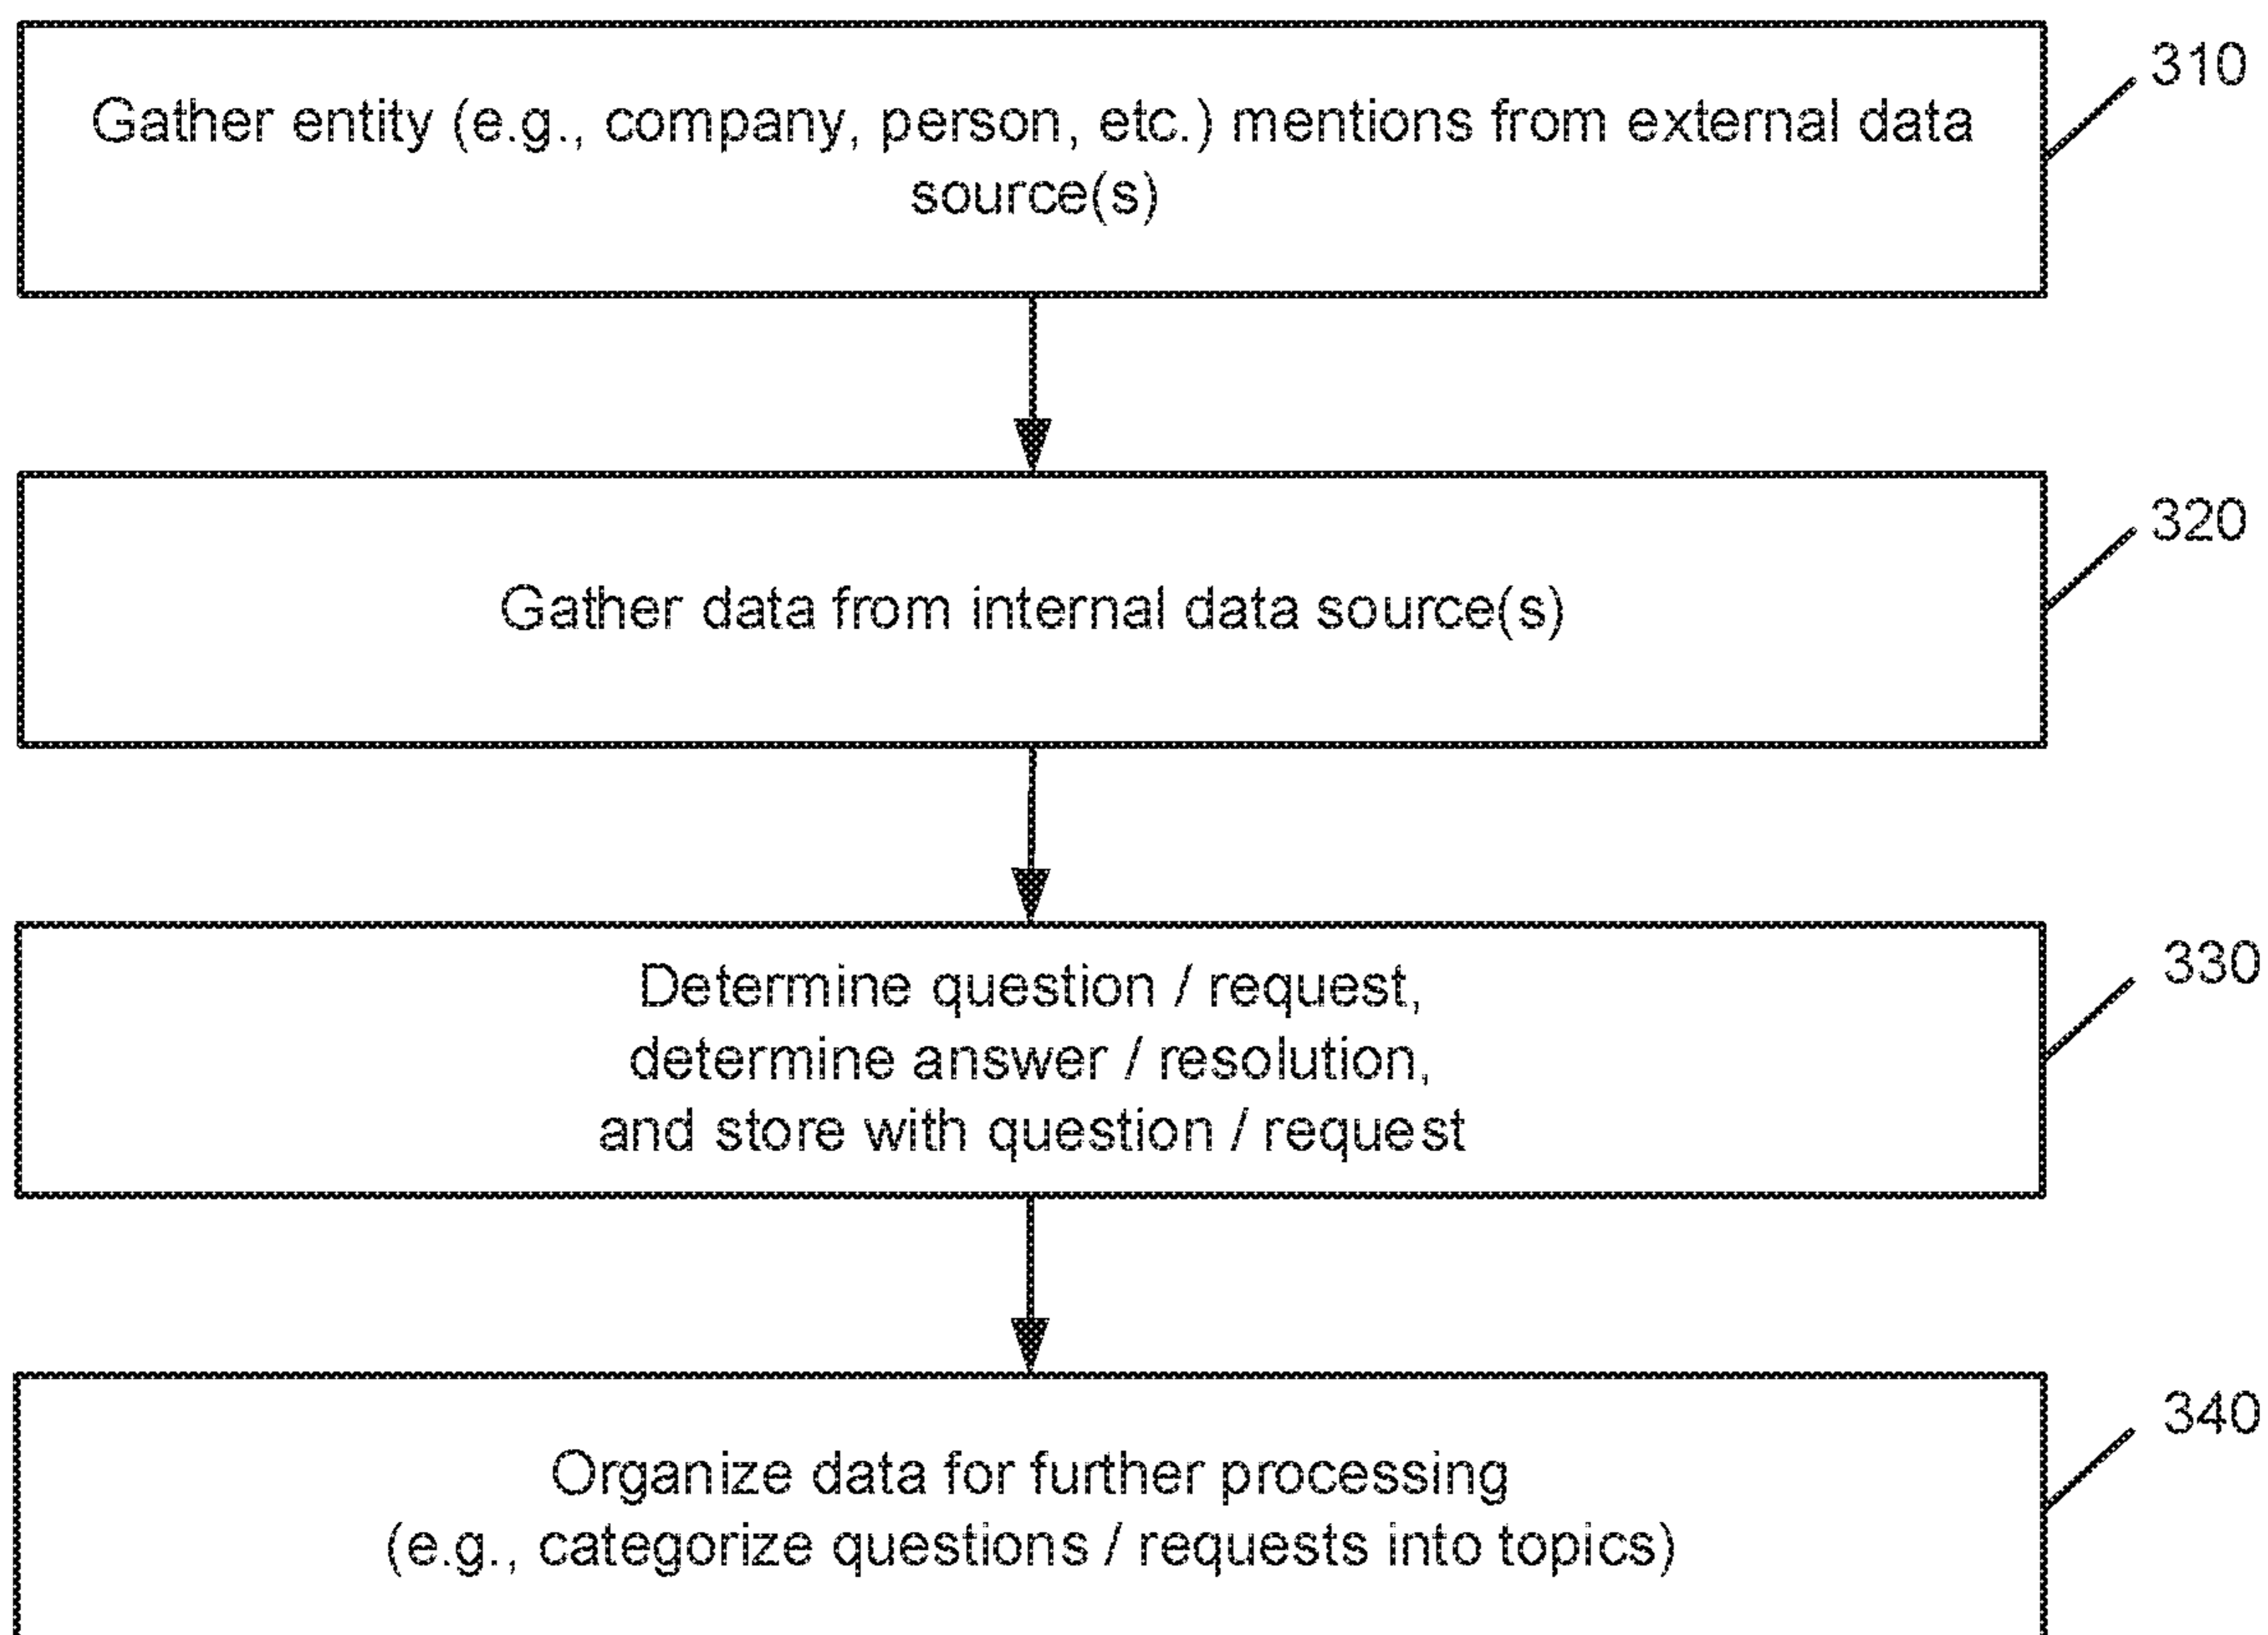 310
Gather entity (e.g., company, person, etc.) mentions from external data
source(s)
320
Gather data from internal data source(s)
330
Determine question / request,
determine answer / resolution,
and store with question / request
340
Organize data for further processing
(e.g., categorize questions / requests into topics)